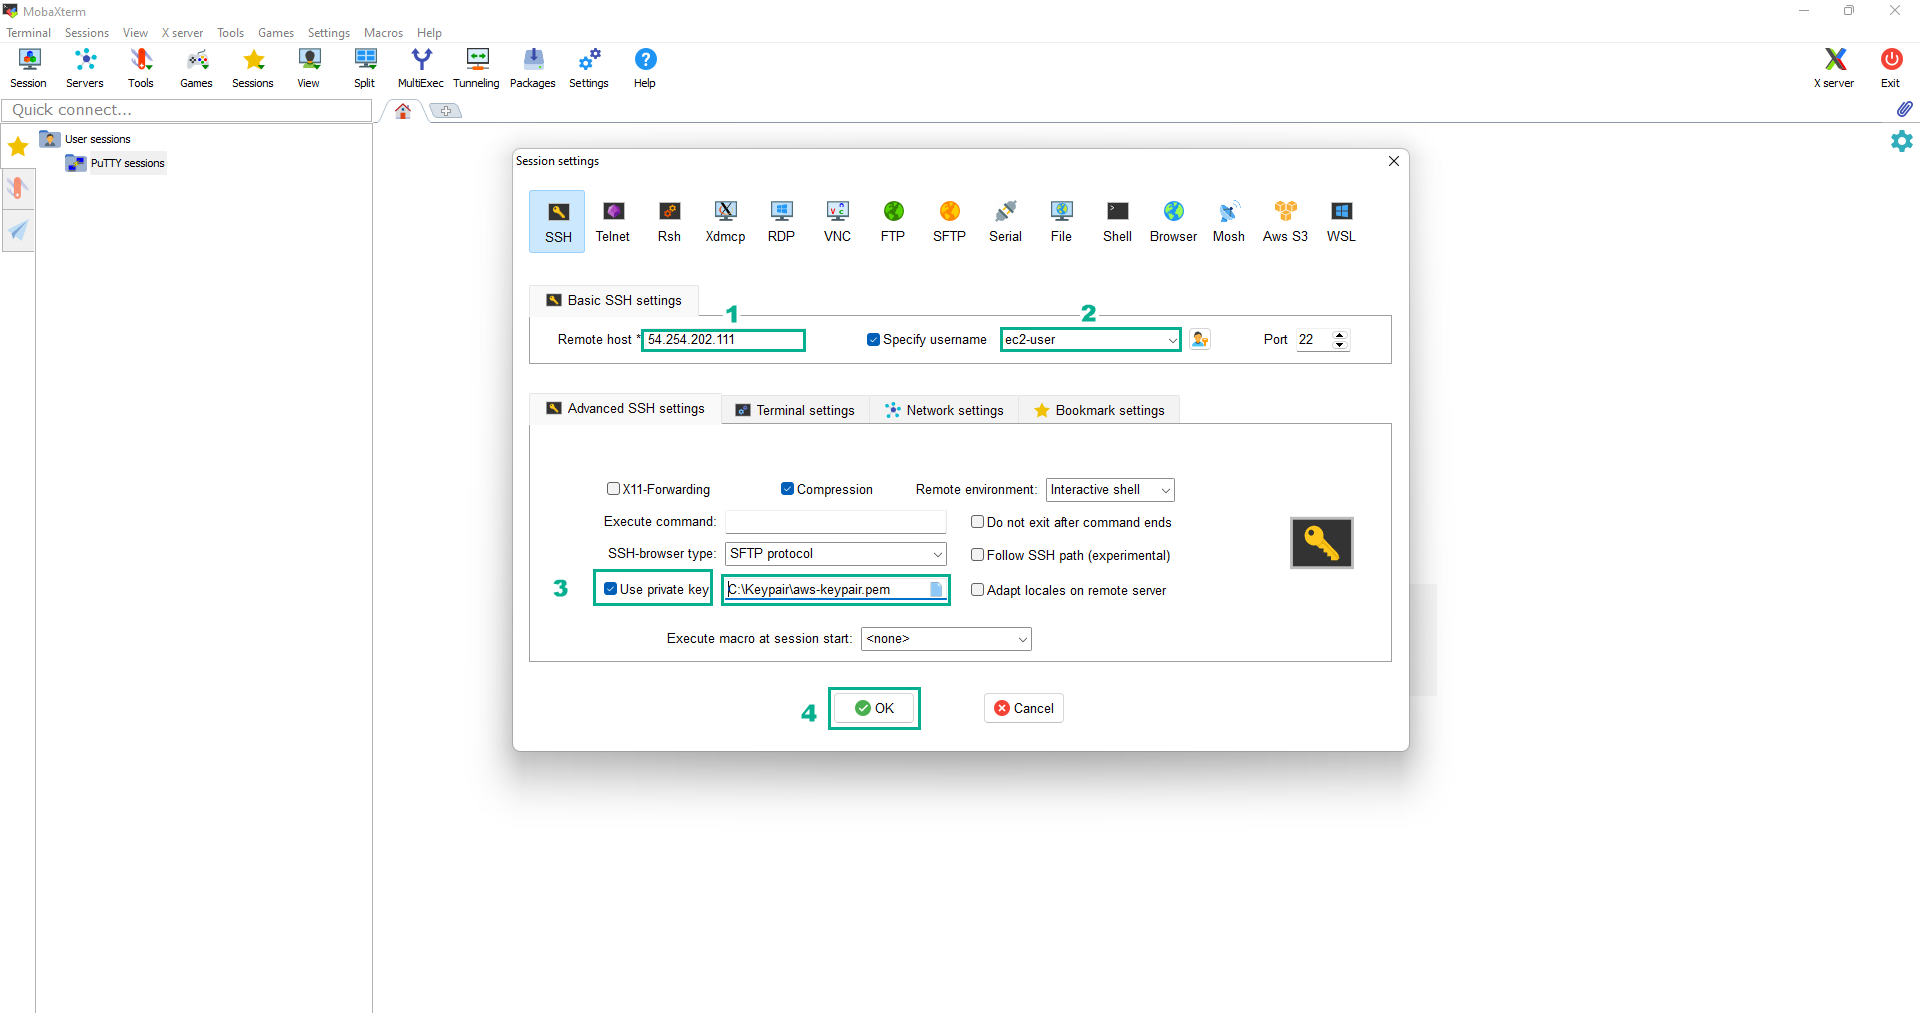 MobaXterm
Terminal Sessions View X server Tools Games Settings Macros Help
Session Servers Tools Games Sessions View Split MultiExec Tunneling Packages Settings Help X server Exit
Quick connect...
User sessions
PuTTY sessions
Session settings
SSH Telnet Rsh Xdmcp RDP VNC FTP SFTP Serial File Shell Browser Mosh Aws S3 WSL
Basic SSH settings
1 2
Remote host * 54.254.202.111 Specify username ec2-user Port 22
Advanced SSH settings Terminal settings Network settings Bookmark settings
X11-Forwarding Compression Remote environment: Interactive shell
Execute command: Do not exit after command ends
SSH-browser type: SFTP protocol Follow SSH path (experimental)
3 Use private key C:\Keypair\aws-keypair.pem Adapt locales on remote server
Execute macro at session start: <none>
4 OK Cancel